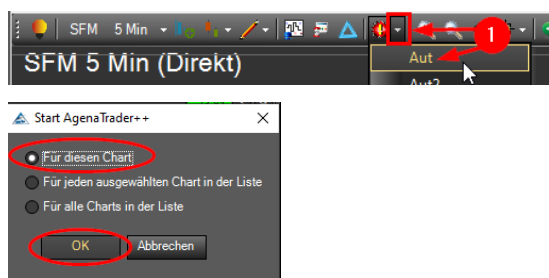 SFM 5 Min
1
SFM 5 Min (Direkt)
Aut
Aut2
Start AgenaTrader++
Für diesen Chart
Für jeden ausgewählten Chart in der Liste
Für alle Charts in der Liste
OK Abbrechen